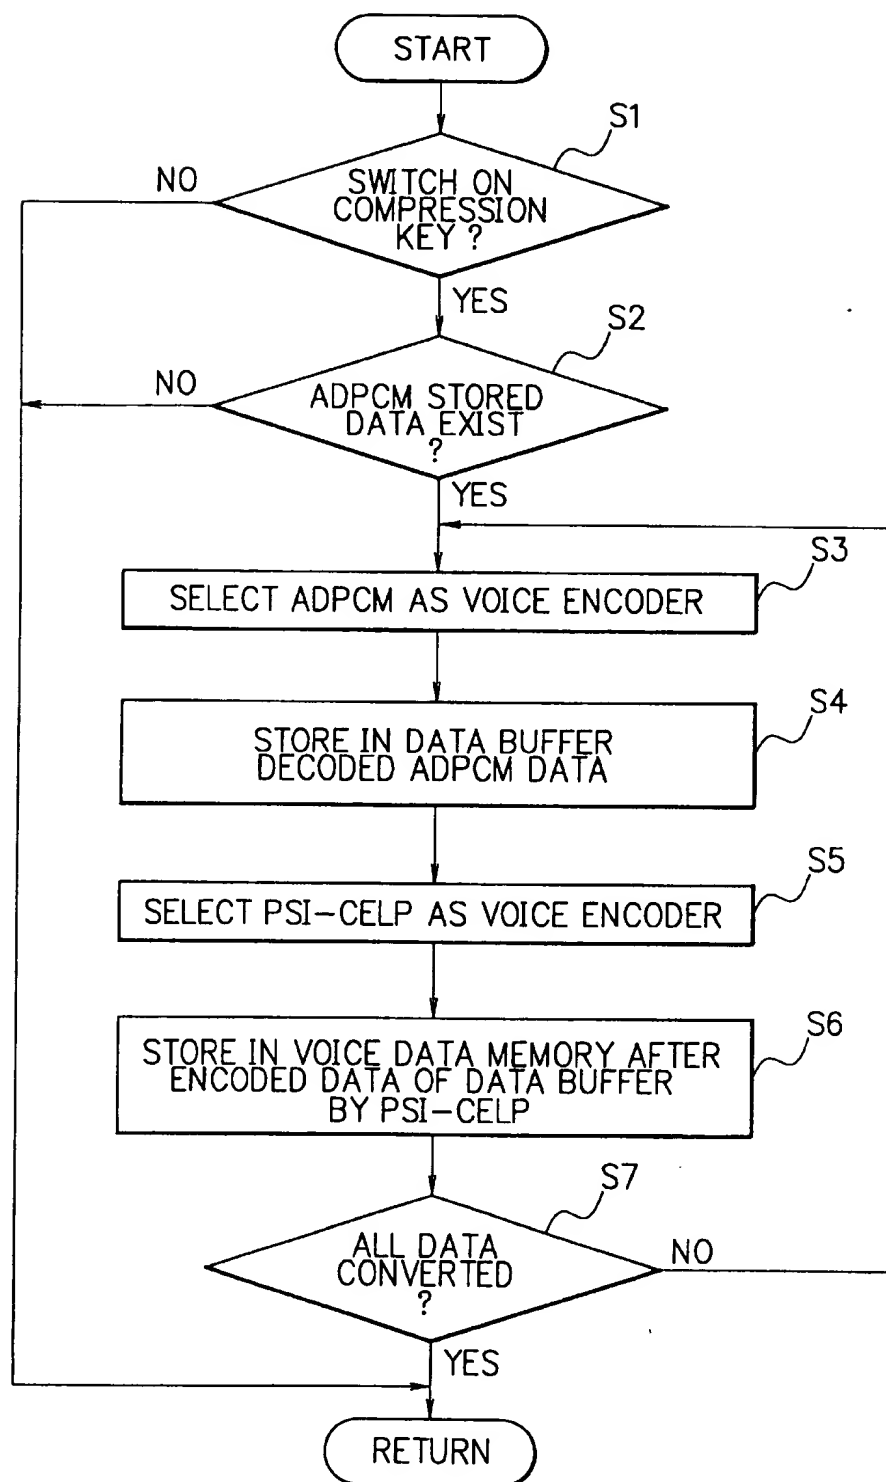 START
S1
NO
SWITCH ON
COMPRESSION
KEY ?
YES
S2
NO
ADPCM STORED
DATA EXIST
?
YES
S3
SELECT ADPCM AS VOICE ENCODER
S4
STORE IN DATA BUFFER
DECODED ADPCM DATA
S5
SELECT PSI-CELP AS VOICE ENCODER
S6
STORE IN VOICE DATA MEMORY AFTER
ENCODED DATA OF DATA BUFFER
BY PSI-CELP
S7
ALL DATA
CONVERTED
?
NO
YES
RETURN